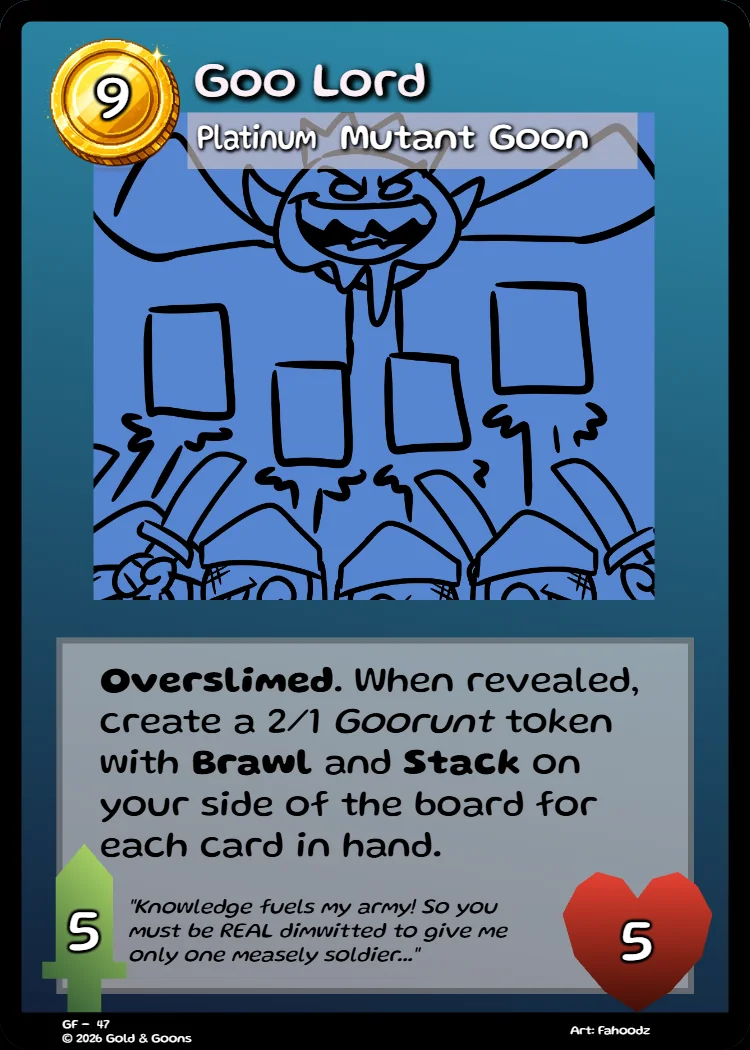 9
Goo Lord
Platinum Mutant Goon
Overslimed. When revealed,
create a 2/1 Goorunt token
with Brawl and Stack on
your side of the board for
each card in hand.
"Knowledge fuels my army! So you
must be REAL dimwitted to give me
only one measely soldier..."
5
5
GF - 47
© 2026 Gold & Goons
Art: Fahoodz